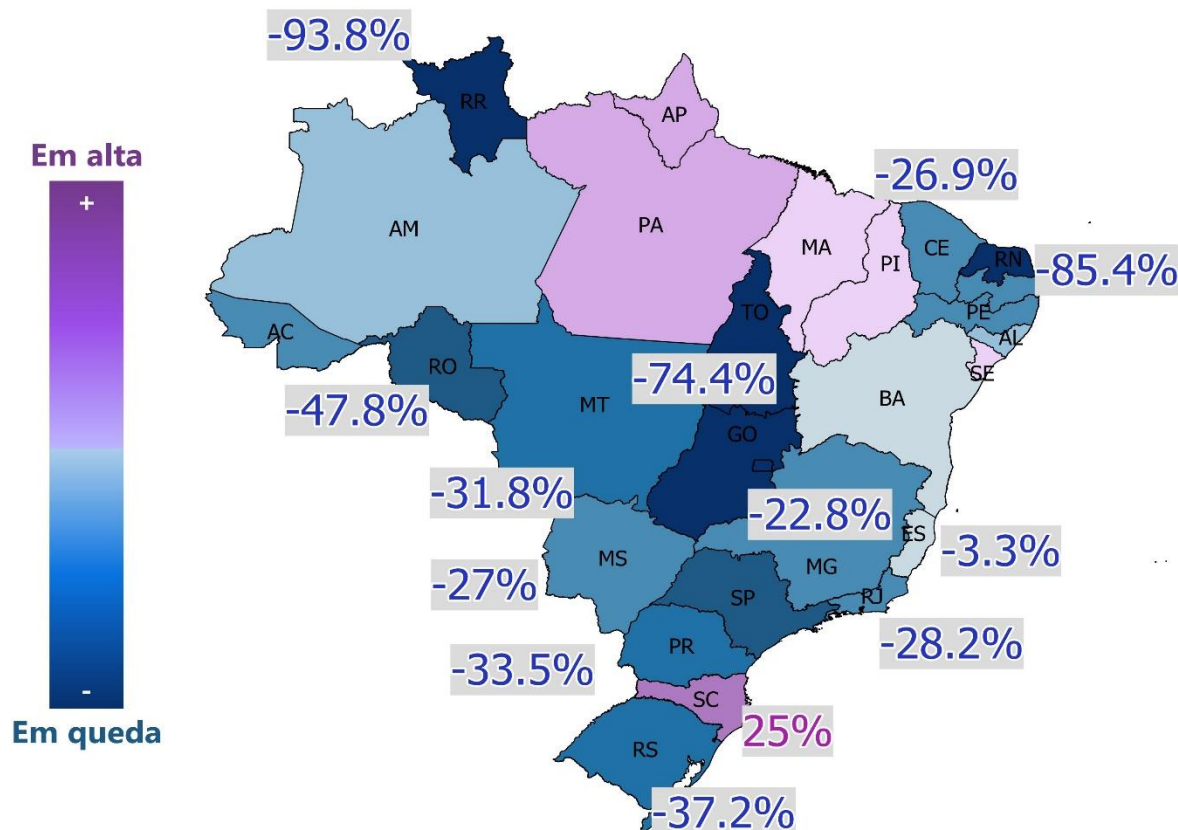 -93.8%
RR
AP
Em alta
+
-26.9%
AM
PA
MA
PI
CE
RN
-85.4%
TO
PE
AC
AL
RO
-74.4%
SE
-47.8%
MT
BA
GO
-31.8%
-22.8%
ES
-3.3%
MS
MG
-27%
SP
RJ
-28.2%
PR
-33.5%
-
SC
Em queda
25%
RS
-37.2%